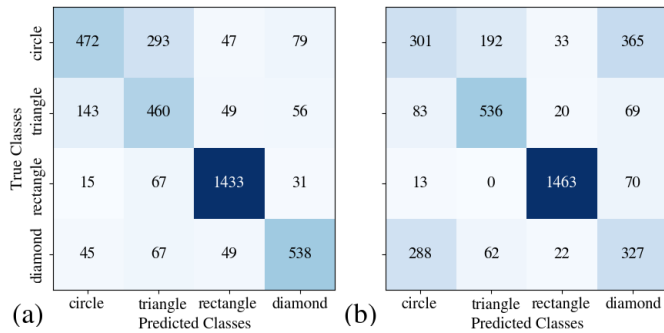 circle 472 293 47 79 301 192 33 365
triangle 143 460 49 56 83 536 20 69
rectangle 15 67 1433 31 13 0 1463 70
diamond 45 67 49 538 288 62 22 327
True Classes
circle triangle rectangle diamond circle triangle rectangle diamond
(a) Predicted Classes (b) Predicted Classes